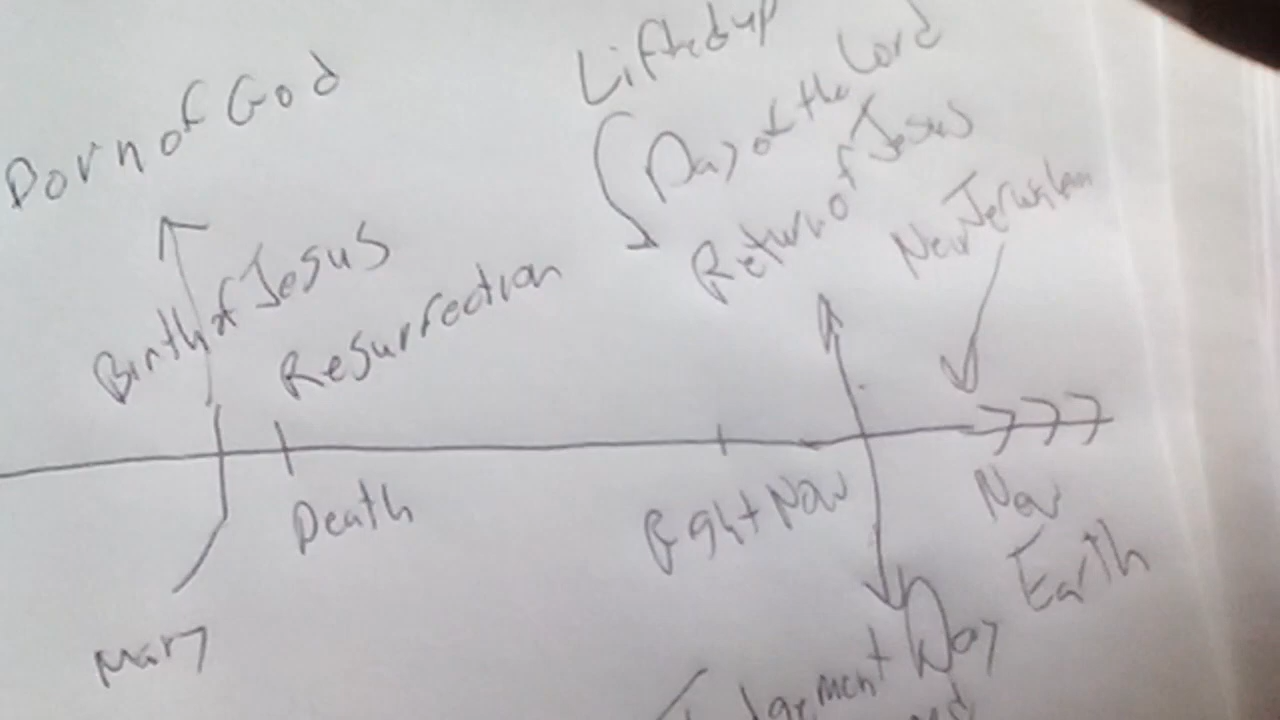 Born of God
Lifted up
Day of the Lord
Return of Jesus
New Jerusalem
Birth of Jesus
Resurrection
Death
Right Now
New
Earth
Mary
Judgement Day